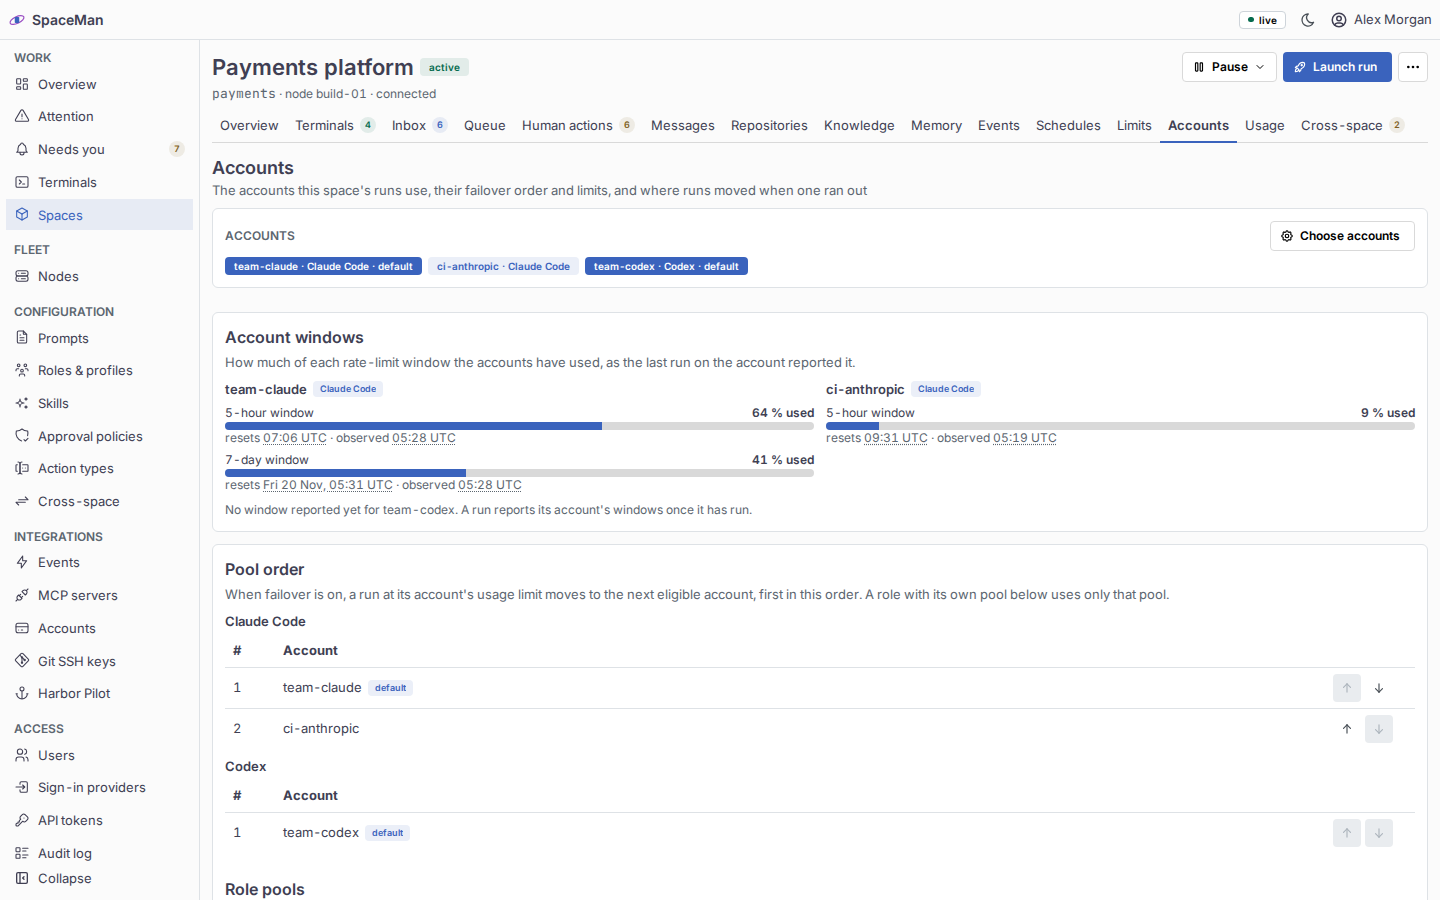 SpaceMan
live
Alex Morgan
WORK
Overview
Attention
Needs you 7
Terminals
Spaces
FLEET
Nodes
CONFIGURATION
Prompts
Roles & profiles
Skills
Approval policies
Action types
Cross-space
INTEGRATIONS
Events
MCP servers
Accounts
Git SSH keys
Harbor Pilot
ACCESS
Users
Sign-in providers
API tokens
Audit log
Collapse
Payments platform active
Pause
Launch run
payments · node build-01 · connected
Overview Terminals 4 Inbox 6 Queue Human actions 6 Messages Repositories Knowledge Memory Events Schedules Limits Accounts Usage Cross-space 2
Accounts
The accounts this space's runs use, their failover order and limits, and where runs moved when one ran out
ACCOUNTS
Choose accounts
team-claude · Claude Code · default ci-anthropic · Claude Code team-codex · Codex · default
Account windows
How much of each rate-limit window the accounts have used, as the last run on the account reported it.
team-claude Claude Code
5-hour window 64 % used
resets 07:06 UTC · observed 05:28 UTC
7-day window 41 % used
resets Fri 20 Nov, 05:31 UTC · observed 05:28 UTC
ci-anthropic Claude Code
5-hour window 9 % used
resets 09:31 UTC · observed 05:19 UTC
No window reported yet for team-codex. A run reports its account's windows once it has run.
Pool order
When failover is on, a run at its account's usage limit moves to the next eligible account, first in this order. A role with its own pool below uses only that pool.
Claude Code
# Account
1 team-claude default
2 ci-anthropic
Codex
# Account
1 team-codex default
Role pools